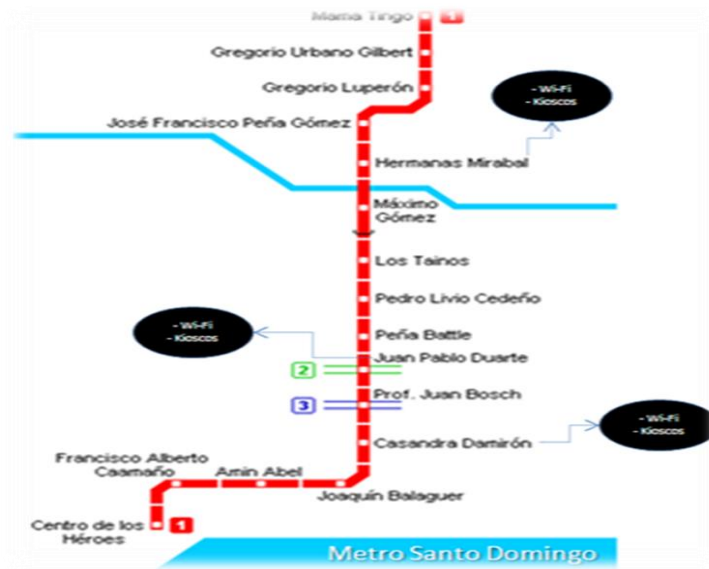 Mama Tingo
1
Gregorio Urbano Gilbert
Gregorio Luperón
- Wi-Fi
- Kioscos
José Francisco Peña Gómez
Hermanas Mirabal
Máximo
Gómez
Los Tainos
Pedro Livio Cedeño
- Wi-Fi
- Kioscos
Peña Battle
Juan Pablo Duarte
2
Prof. Juan Bosch
3
- Wi-Fi
- Kioscos
Casandra Damirón
Francisco Alberto
Caamaño
Amin Abel
Joaquín Balaguer
Centro de los
Héroes
1
Metro Santo Domingo